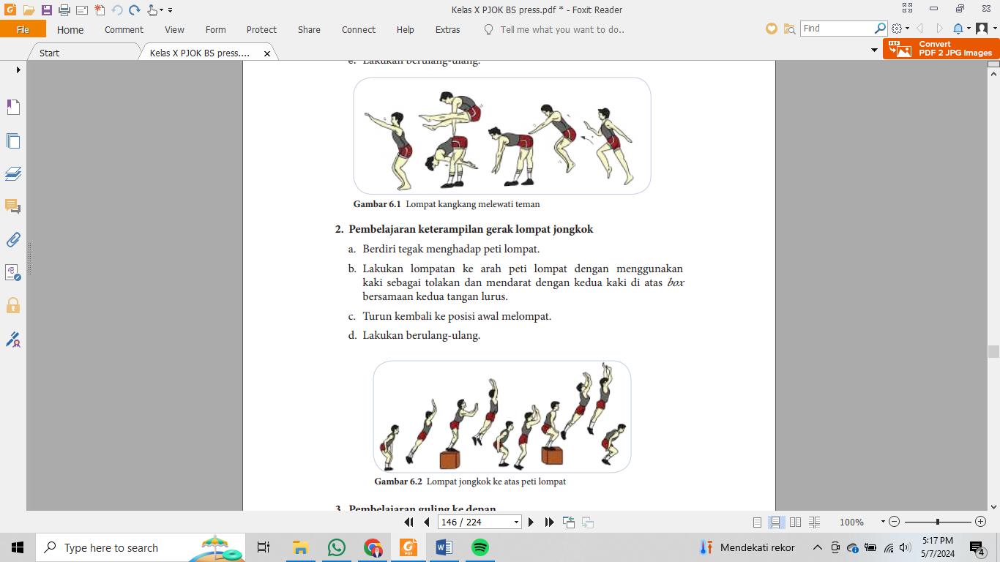 Kelas X PJOK BS press.pdf * - Foxit Reader
File Home Comment View Form Protect Share Connect Help Extras Tell me what you want to do.. Find
Start Kelas X PJOK BS press.... Convert
PDF 2 JPG Images
e. Lakukan berulang-ulang.
Gambar 6.1 Lompat kangkang melewati teman
2. Pembelajaran keterampilan gerak lompat jongkok
a. Berdiri tegak menghadap peti lompat.
b. Lakukan lompatan ke arah peti lompat dengan menggunakan
kaki sebagai tolakan dan mendarat dengan kedua kaki di atas box
bersamaan kedua tangan lurus.
c. Turun kembali ke posisi awal melompat.
d. Lakukan berulang-ulang.
Gambar 6.2 Lompat jongkok ke atas peti lompat
3. Pembelajaran guling ke depan
146 / 224 100%
Type here to search Mendekati rekor 5:17 PM
5/7/2024 4